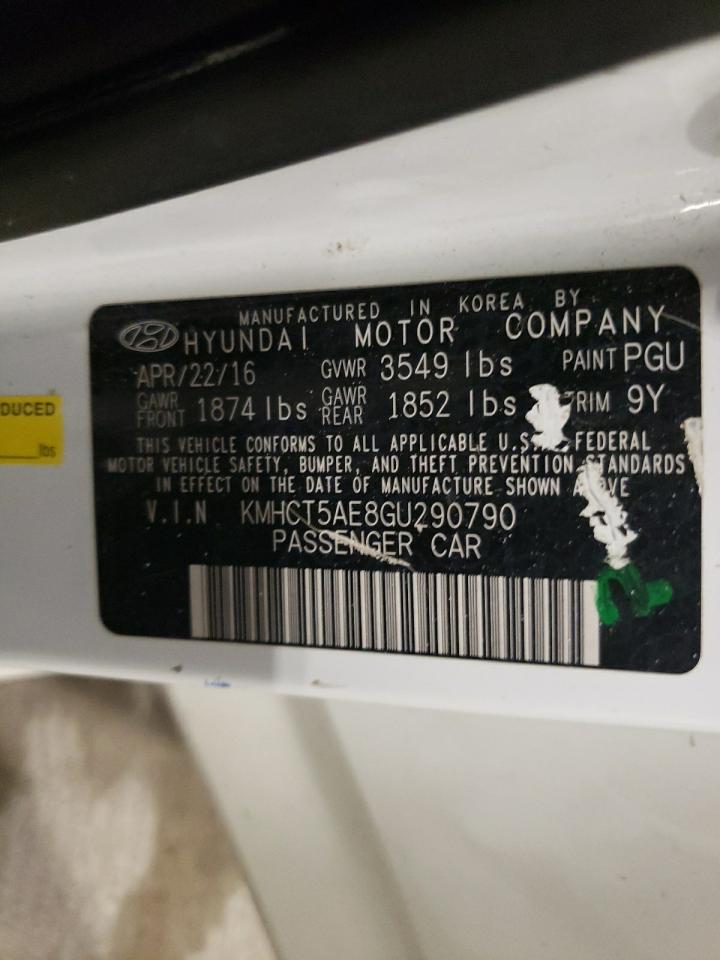 MANUFACTURED IN KOREA BY
HYUNDAI MOTOR COMPANY
APR/22/16 GVWR 3549 lbs PAINT PGU
GAWR FRONT 1874 lbs GAWR REAR 1852 lbs TRIM 9Y
THIS VEHICLE CONFORMS TO ALL APPLICABLE U.S. FEDERAL
MOTOR VEHICLE SAFETY, BUMPER, AND THEFT PREVENTION STANDARDS
IN EFFECT ON THE DATE OF MANUFACTURE SHOWN ABOVE
V.I.N KMHCT5AE8GU290790
PASSENGER CAR
DUCED
lbs